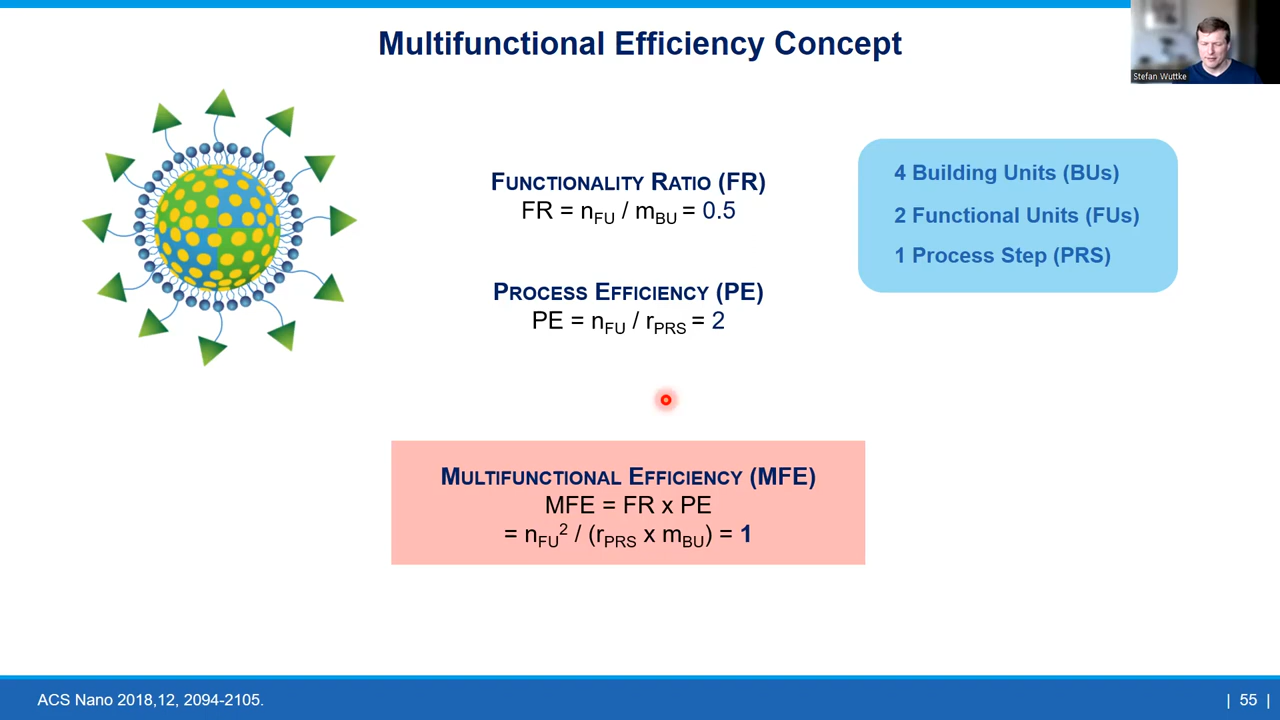 Multifunctional Efficiency Concept
Stefan Wuttke
FUNCTIONALITY RATIO (FR)
FR = nFU / mBU = 0.5
PROCESS EFFICIENCY (PE)
PE = nFU / rPRS = 2
4 Building Units (BUs)
2 Functional Units (FUs)
1 Process Step (PRS)
MULTIFUNCTIONAL EFFICIENCY (MFE)
MFE = FR x PE
= nFU² / (rPRS x mBU) = 1
ACS Nano 2018,12, 2094-2105.
| 55 |